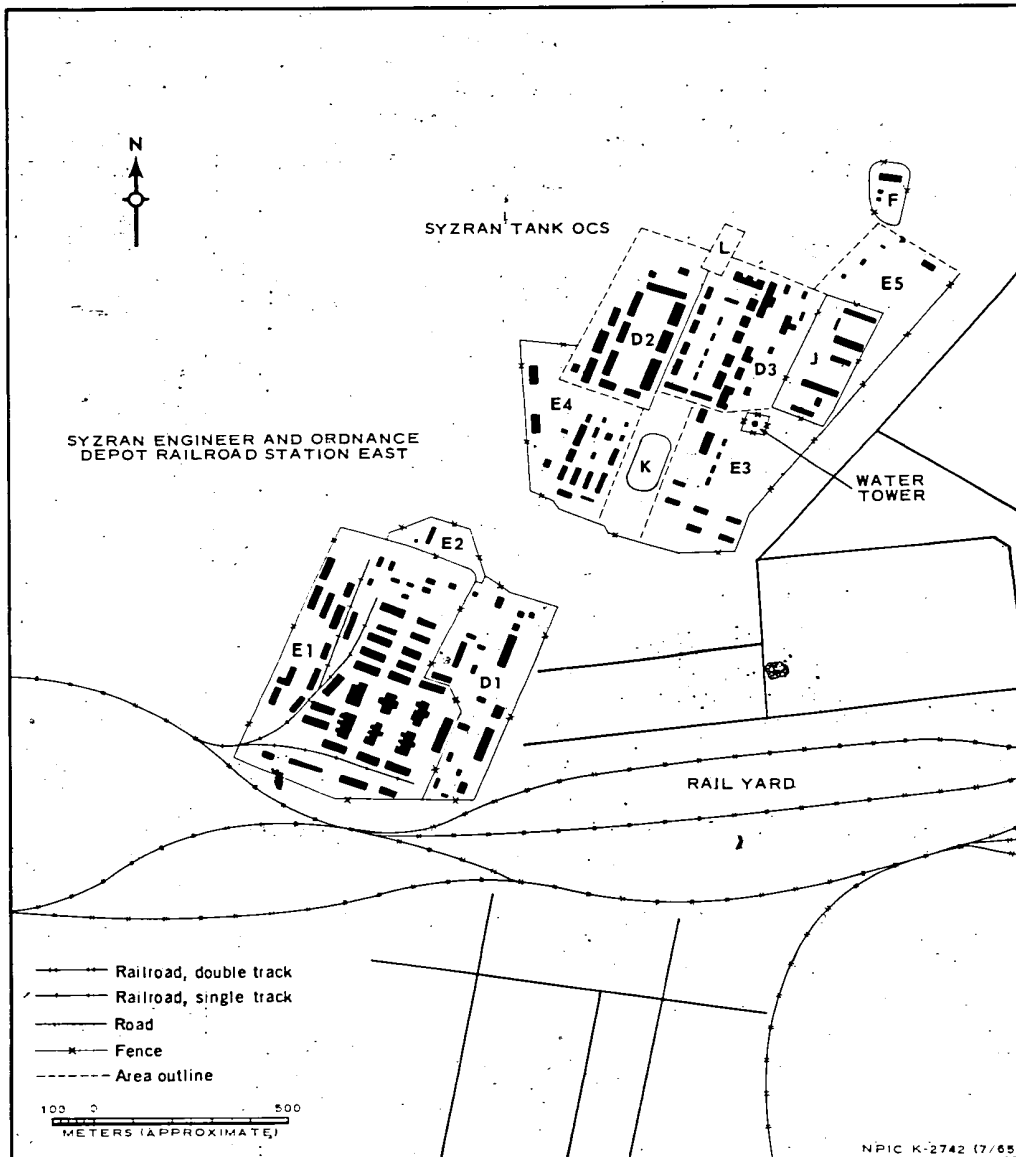 N
F
SYZRAN TANK OCS
L
E5
D2
J
D3
E4
SYZRAN ENGINEER AND ORDNANCE
DEPOT RAILROAD STATION EAST
K
E3
WATER
TOWER
E2
E1
D1
RAIL YARD
Railroad, double track
Railroad, single track
Road
Fence
Area outline
100 0 500
METERS (APPROXIMATE)
NPIC K-2742 (7/65